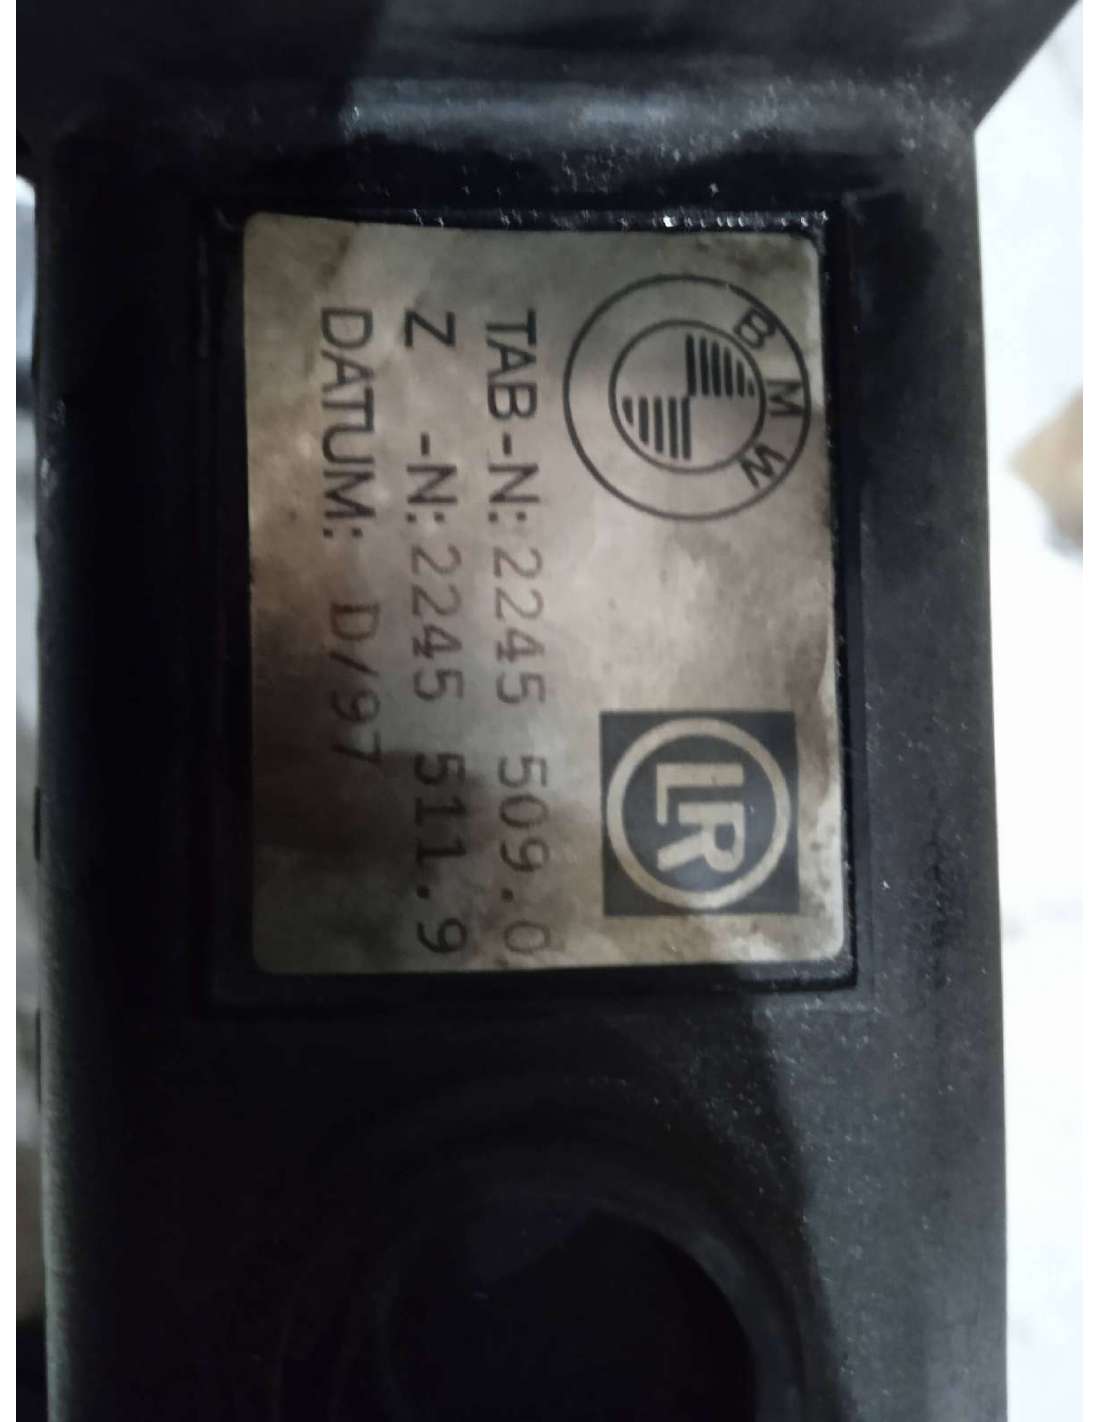 BMW
LR
TAB-N: 2245 509.0
Z -N: 2245 511.9
DATUM: D/97